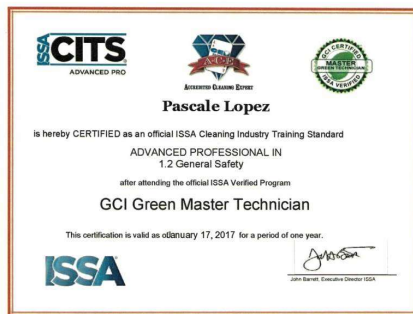 ISSA CITS
ADVANCED PRO
ACE
ACCREDITED CLEANING EXPERT
GCI CERTIFIED
MASTER
GREEN TECHNICIAN
ISSA VERIFIED
Pascale Lopez
is hereby CERTIFIED as an official ISSA Cleaning Industry Training Standard
ADVANCED PROFESSIONAL IN
1.2 General Safety
after attending the official ISSA Verified Program
GCI Green Master Technician
This certification is valid as of January 17, 2017 for a period of one year.
ISSA
John Barrett, Executive Director ISSA